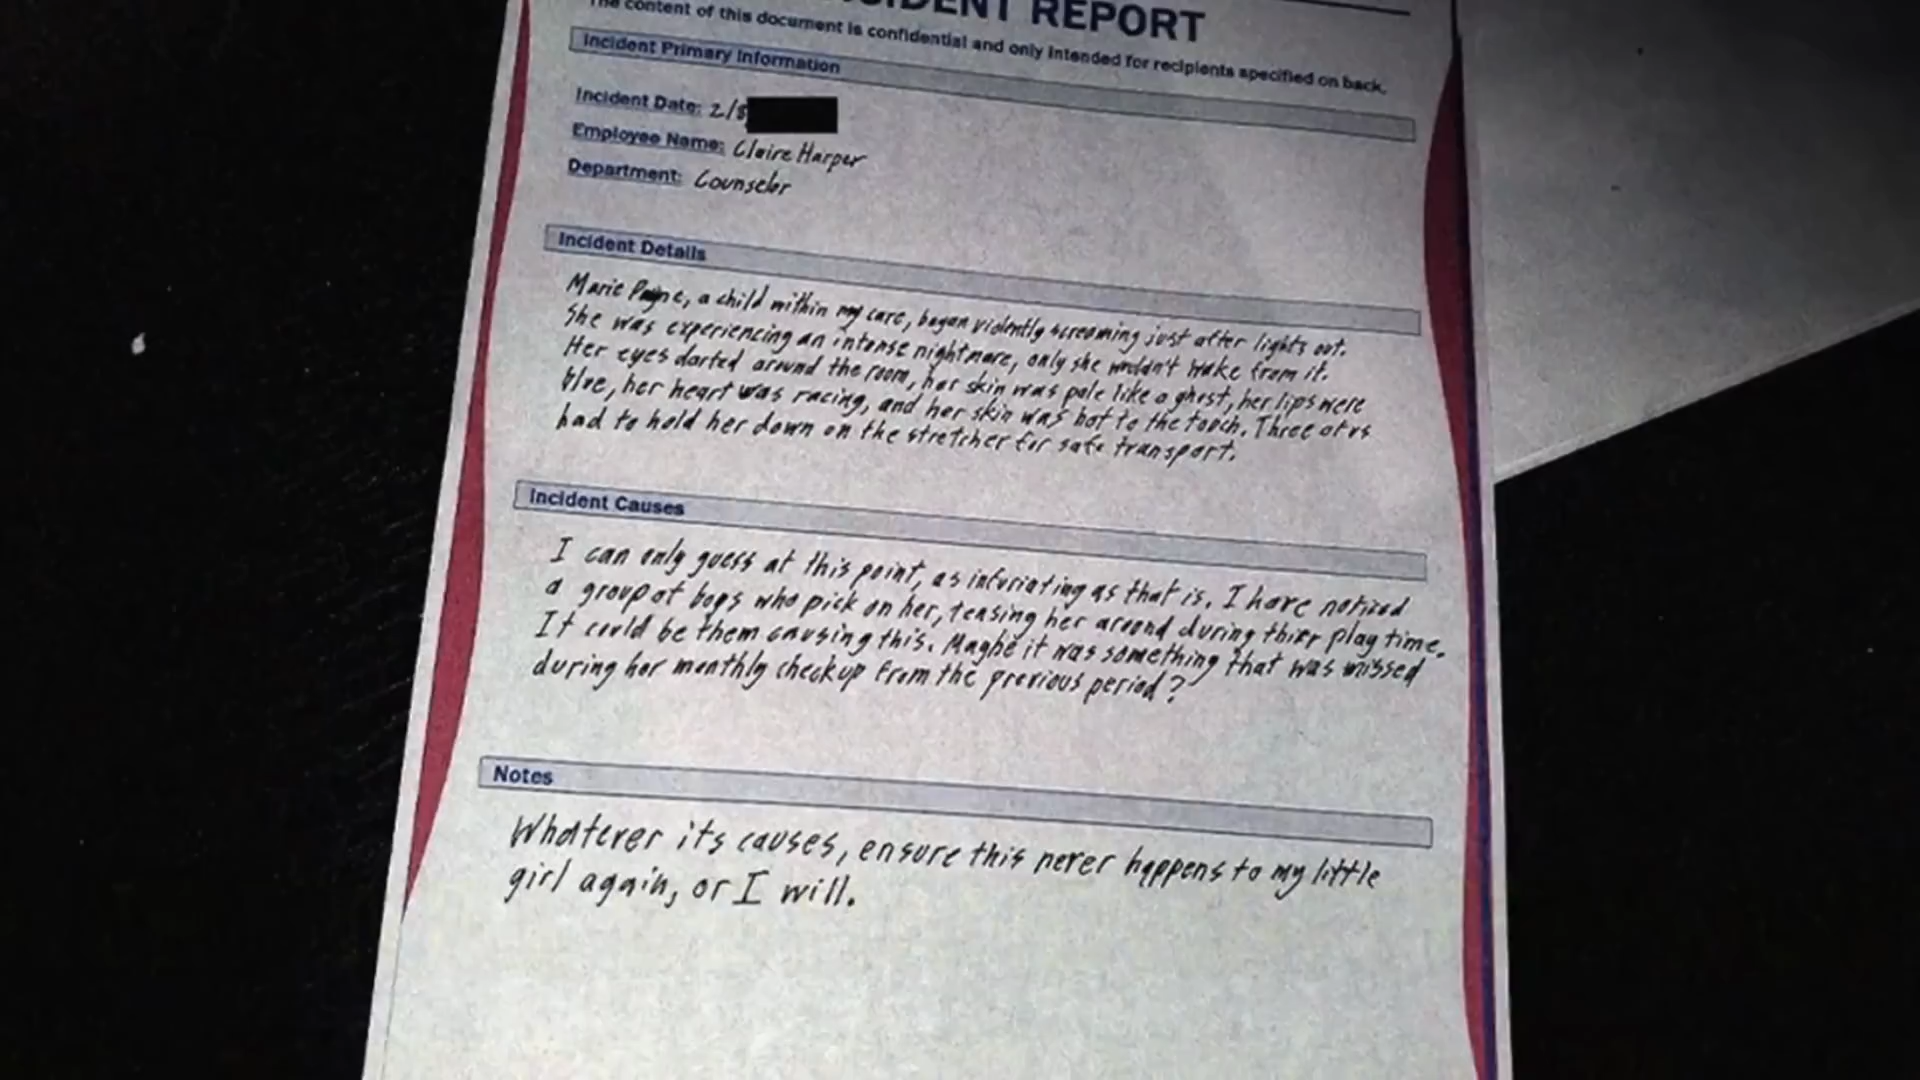 INCIDENT REPORT
The content of this document is confidential and only intended for recipients specified on back.
Incident Primary Information
Incident Date: 2/5
Employee Name: Claire Harper
Department: Counselor
Incident Details
Marie Payne, a child within my care, began violently screaming just after lights out.
She was experiencing an intense nightmare, only she wouldn't wake from it.
Her eyes darted around the room, her skin was pale like a ghost, her lips were
blue, her heart was racing, and her skin was hot to the touch. Three of us
had to hold her down on the stretcher for safe transport.
Incident Causes
I can only guess at this point, as infuriating as that is. I have noticed
a group of boys who pick on her, teasing her around during thier play time.
It could be them causing this. Maybe it was something that was missed
during her monthly checkup from the previous period?
Notes
Whatever its causes, ensure this never happens to my little
girl again, or I will.